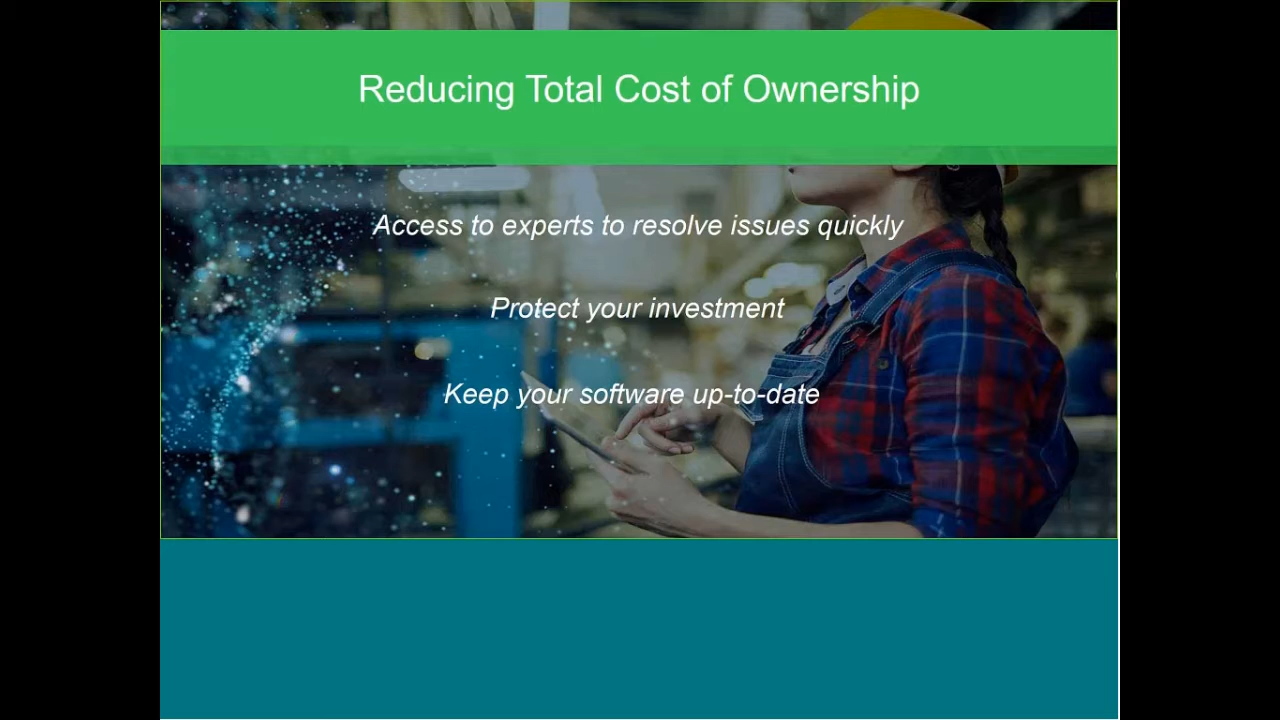 Reducing Total Cost of Ownership
Access to experts to resolve issues quickly
Protect your investment
Keep your software up-to-date